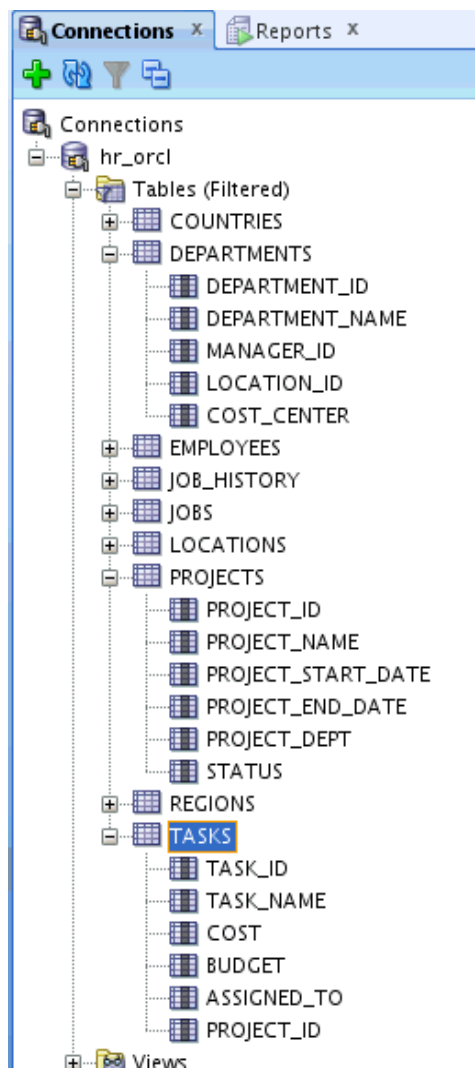 Connections x Reports x
Connections
hr_orcl
Tables (Filtered)
COUNTRIES
DEPARTMENTS
DEPARTMENT_ID
DEPARTMENT_NAME
MANAGER_ID
LOCATION_ID
COST_CENTER
EMPLOYEES
JOB_HISTORY
JOBS
LOCATIONS
PROJECTS
PROJECT_ID
PROJECT_NAME
PROJECT_START_DATE
PROJECT_END_DATE
PROJECT_DEPT
STATUS
REGIONS
TASKS
TASK_ID
TASK_NAME
COST
BUDGET
ASSIGNED_TO
PROJECT_ID
Views